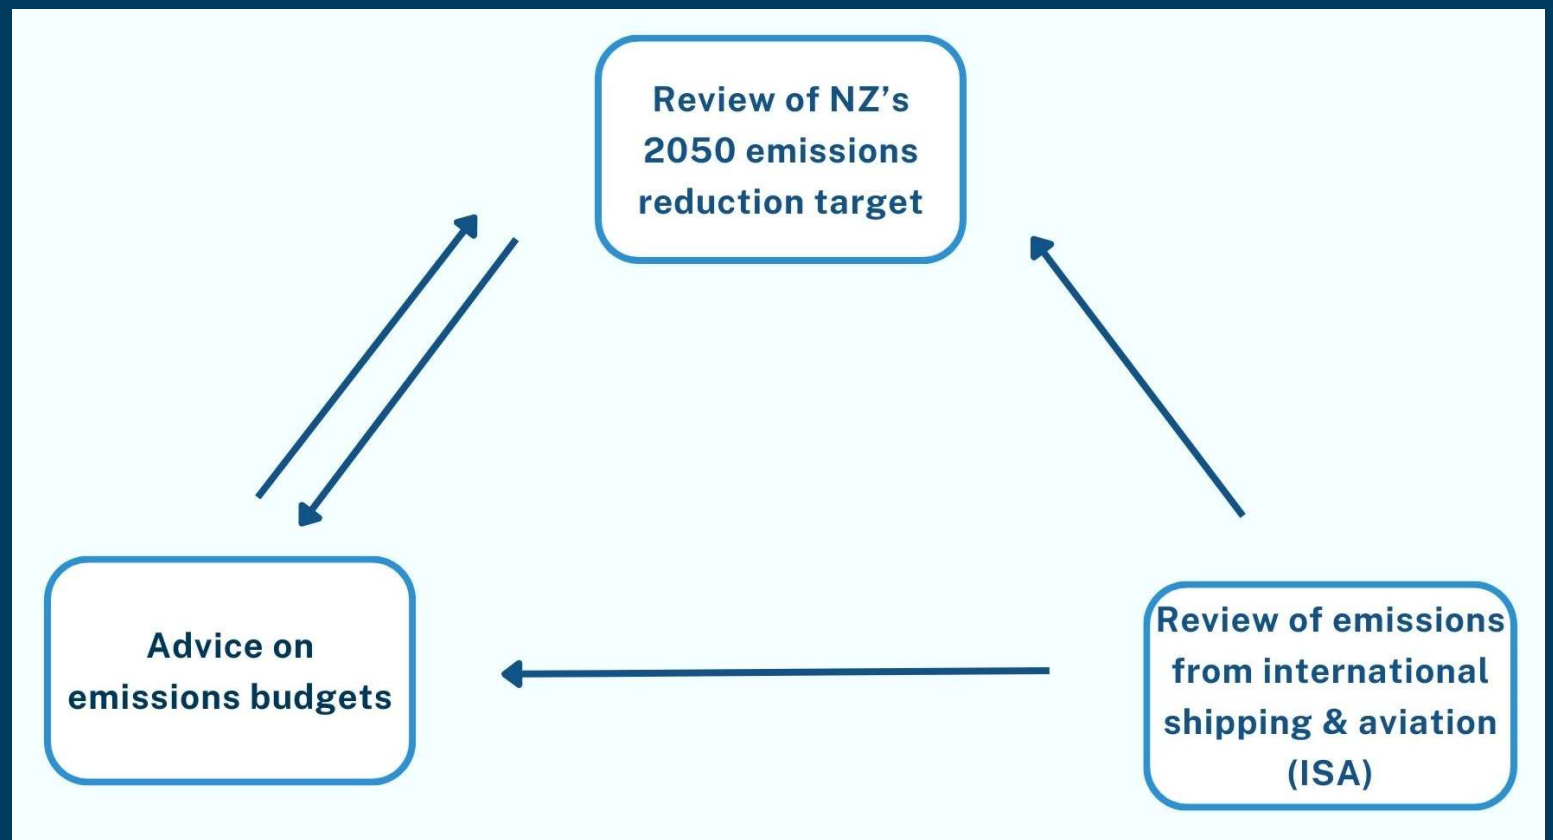 Review of NZ’s
2050 emissions
reduction target
Advice on
emissions budgets
Review of emissions
from international
shipping & aviation
(ISA)